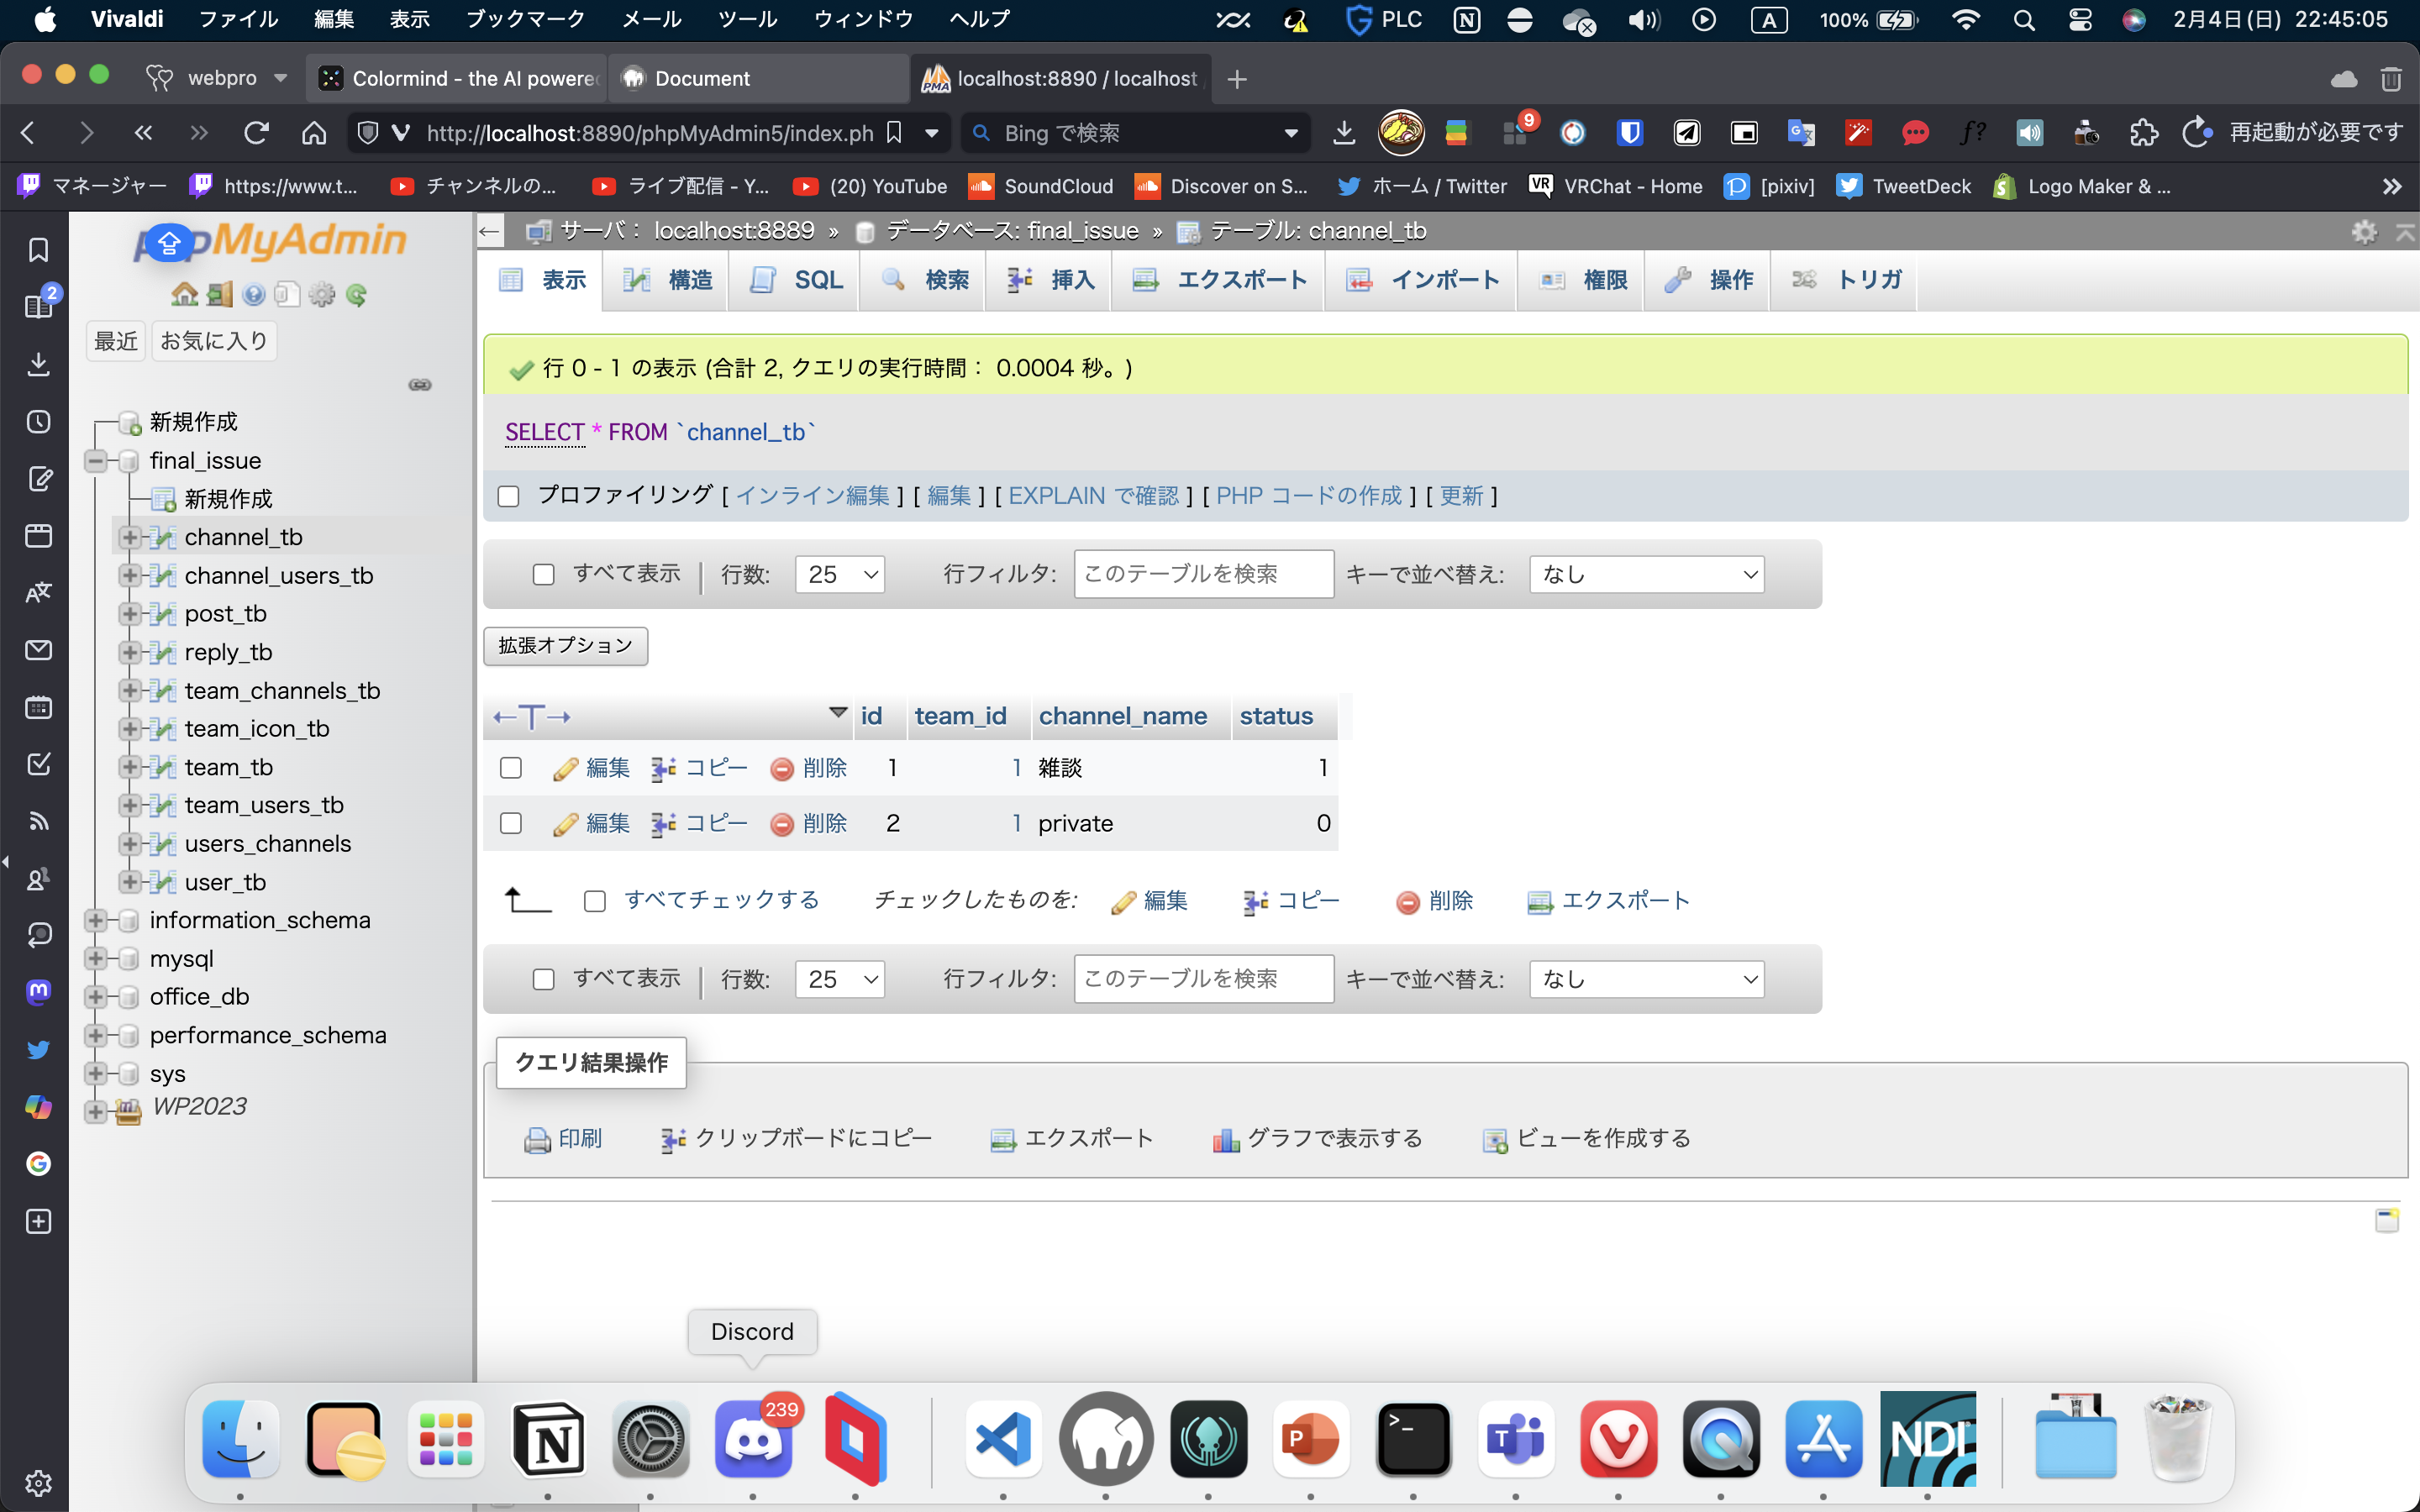 Vivaldi ファイル 編集 表示 ブックマーク メール ツール ウィンドウ ヘルプ PLC A 100% 2月4日(日) 22:45:05
webpro Colormind - the AI powere Document localhost:8890 / localhost
http://localhost:8890/phpMyAdmin5/index.ph Bing で検索 9 再起動が必要です
マネージャー https://www.t... チャンネルの... ライブ配信 - Y... (20) YouTube SoundCloud Discover on S... ホーム / Twitter VRChat - Home [pixiv] TweetDeck Logo Maker & ...
phpMyAdmin
サーバ： localhost:8889 » データベース: final_issue » テーブル: channel_tb
表示 構造 SQL 検索 挿入 エクスポート インポート 権限 操作 トリガ
2
最近 お気に入り
新規作成
final_issue
新規作成
channel_tb
channel_users_tb
post_tb
reply_tb
team_channels_tb
team_icon_tb
team_tb
team_users_tb
users_channels
user_tb
information_schema
mysql
office_db
performance_schema
sys
WP2023
行 0 - 1 の表示 (合計 2, クエリの実行時間： 0.0004 秒。)
SELECT * FROM `channel_tb`
プロファイリング [ インライン編集 ] [ 編集 ] [ EXPLAIN で確認 ] [ PHP コードの作成 ] [ 更新 ]
すべて表示 行数: 25 行フィルタ: このテーブルを検索 キーで並べ替え: なし
拡張オプション
←T→ id team_id channel_name status
編集 コピー 削除 1 1 雑談 1
編集 コピー 削除 2 1 private 0
すべてチェックする チェックしたものを: 編集 コピー 削除 エクスポート
すべて表示 行数: 25 行フィルタ: このテーブルを検索 キーで並べ替え: なし
クエリ結果操作
印刷 クリップボードにコピー エクスポート グラフで表示する ビューを作成する
Discord
239
NDI